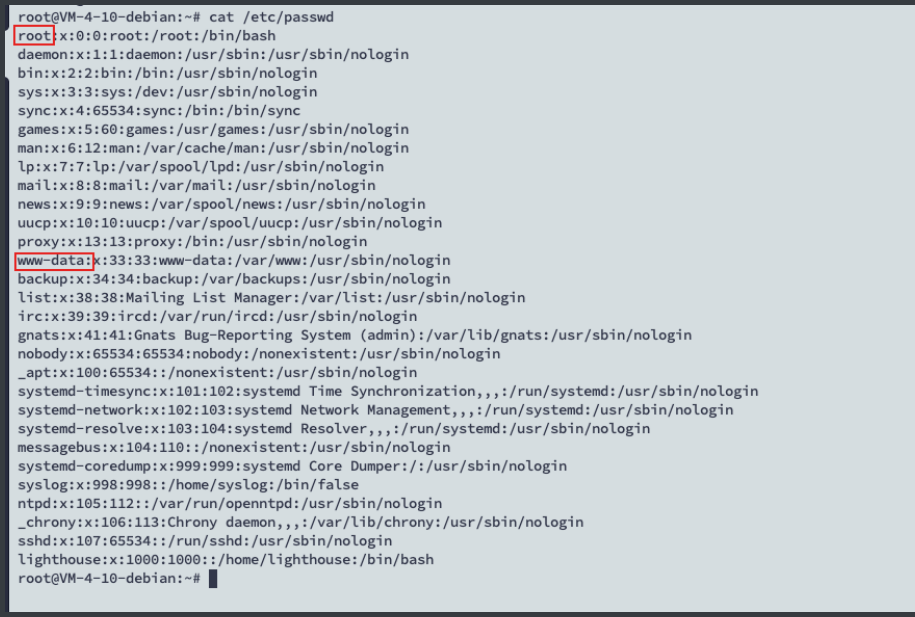 root@VM-4-10-debian:~# cat /etc/passwd
root:x:0:0:root:/root:/bin/bash
daemon:x:1:1:daemon:/usr/sbin:/usr/sbin/nologin
bin:x:2:2:bin:/bin:/usr/sbin/nologin
sys:x:3:3:sys:/dev:/usr/sbin/nologin
sync:x:4:65534:sync:/bin:/bin/sync
games:x:5:60:games:/usr/games:/usr/sbin/nologin
man:x:6:12:man:/var/cache/man:/usr/sbin/nologin
lp:x:7:7:lp:/var/spool/lpd:/usr/sbin/nologin
mail:x:8:8:mail:/var/mail:/usr/sbin/nologin
news:x:9:9:news:/var/spool/news:/usr/sbin/nologin
uucp:x:10:10:uucp:/var/spool/uucp:/usr/sbin/nologin
proxy:x:13:13:proxy:/bin:/usr/sbin/nologin
www-data:x:33:33:www-data:/var/www:/usr/sbin/nologin
backup:x:34:34:backup:/var/backups:/usr/sbin/nologin
list:x:38:38:Mailing List Manager:/var/list:/usr/sbin/nologin
irc:x:39:39:ircd:/var/run/ircd:/usr/sbin/nologin
gnats:x:41:41:Gnats Bug-Reporting System (admin):/var/lib/gnats:/usr/sbin/nologin
nobody:x:65534:65534:nobody:/nonexistent:/usr/sbin/nologin
_apt:x:100:65534::/nonexistent:/usr/sbin/nologin
systemd-timesync:x:101:102:systemd Time Synchronization,,,:/run/systemd:/usr/sbin/nologin
systemd-network:x:102:103:systemd Network Management,,,:/run/systemd:/usr/sbin/nologin
systemd-resolve:x:103:104:systemd Resolver,,,:/run/systemd:/usr/sbin/nologin
messagebus:x:104:110::/nonexistent:/usr/sbin/nologin
systemd-coredump:x:999:999:systemd Core Dumper:/:/usr/sbin/nologin
syslog:x:998:998::/home/syslog:/bin/false
ntpd:x:105:112::/var/run/openntpd:/usr/sbin/nologin
_chrony:x:106:113:Chrony daemon,,,:/var/lib/chrony:/usr/sbin/nologin
sshd:x:107:65534::/run/sshd:/usr/sbin/nologin
lighthouse:x:1000:1000::/home/lighthouse:/bin/bash
root@VM-4-10-debian:~#